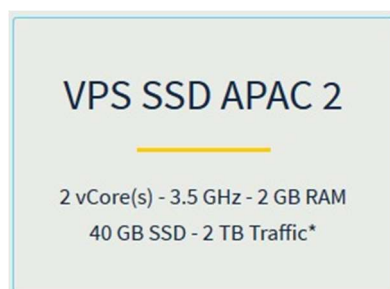 VPS SSD APAC 2
2 vCore(s) - 3.5 GHz - 2 GB RAM
40 GB SSD - 2 TB Traffic*